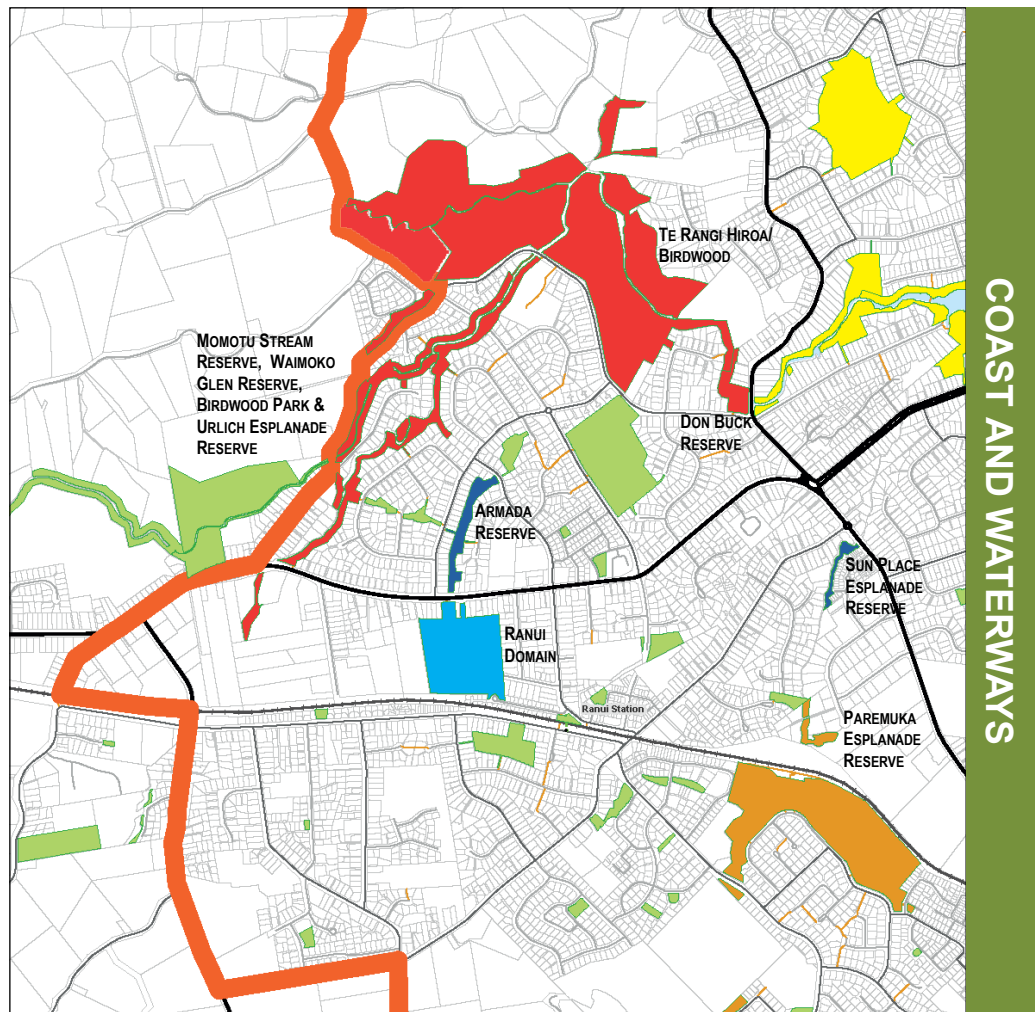 TE RANGI HIROA/
BIRDWOOD
MOMOTU STREAM
RESERVE, WAIMOKO
GLEN RESERVE,
BIRDWOOD PARK &
URLICH ESPLANADE
RESERVE
DON BUCK
RESERVE
ARMADA
RESERVE
SUN PLACE
ESPLANADE
RESERVE
RANUI
DOMAIN
Ranui Station
PAREMUKA
ESPLANADE
RESERVE
COAST AND WATERWAYS